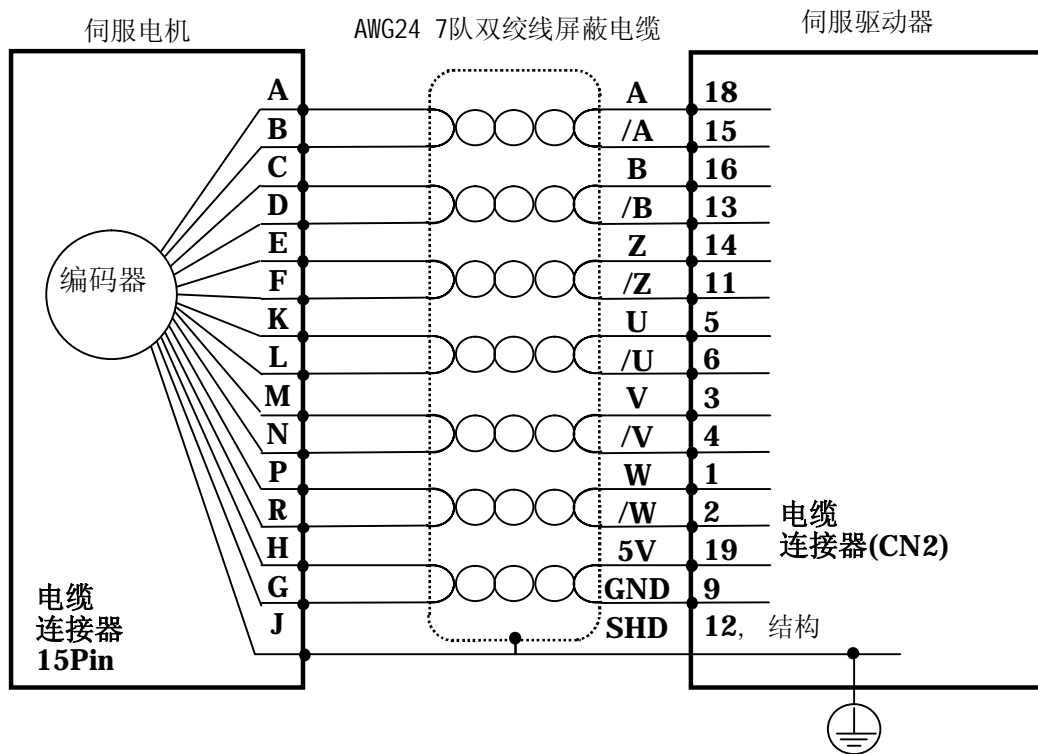 伺服电机
AWG24 7队双绞线屏蔽电缆
伺服驱动器
A A 18
B /A 15
C B 16
D /B 13
E Z 14
编码器
F /Z 11
K U 5
L /U 6
M V 3
N /V 4
P W 1
R /W 2
电缆
连接器(CN2)
H 5V 19
G GND 9
J SHD 12, 结构
电缆
连接器
15Pin